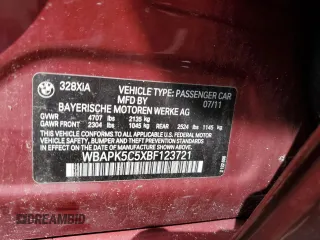 328XIA
VEHICLE TYPE: PASSENGER CAR
07/11
MFD BY
BAYERISCHE MOTOREN WERKE AG
GVWR 4707 lbs 2135 kg
GAWR FRONT 2304 lbs 1045 kg REAR 2524 lbs 1145 kg
THIS VEHICLE CONFORMS TO ALL APPLICABLE U.S. FEDERAL MOTOR
VEHICLE SAFETY, BUMPER, AND THEFT PREVENTION STANDARDS
IN EFFECT ON THE DATE OF MANUFACTURE SHOWN ABOVE.
WBAPK5C5XBF123721
DREAMBID